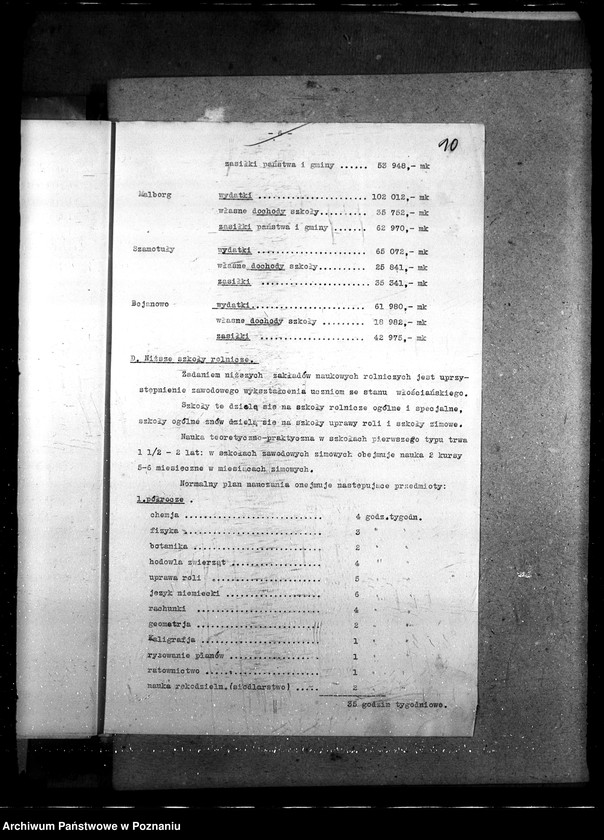 - 6 -
10
zasiłki państwa i gminy ...... 53 948,- mk
Malborg wydatki ........................ 102 012,- mk
własne dochody szkoły.......... 35 752,- mk
zasiłki państwa i gminy ....... 62 970,- mk
Szamotuły wydatki ........................ 65 072,- mk
własne dochody szkoły.......... 25 841,- mk
zasiłki ....................... 35 341,- mk
Bojanowo wydatki......................... 61 980,- mk
własne dochody szkoły ......... 18 982,- mk
zasiłki ....................... 42 975,- mk
D. Niższe szkoły rolnicze.
Zadaniem niższych zakładów naukowych rolniczych jest uprzy-
stępnienie zawodowego wykształcenia uczniom ze stanu włościańskiego.
Szkoły te dzielą się na szkoły rolnicze ogólne i specjalne,
szkoły ogólne znów dzielą się na szkoły uprawy roli i szkoły zimowe.
Nauka teoretyczno-praktyczna w szkołach pierwszego typu trwa
1 1/2 - 2 lat: w szkołach zawodowych zimowych obejmuje nauka 2 kursy
5-6 miesięczne w miesiącach zimowych.
Normalny plan nauczania onejmuje następujące przedmioty:
1.półrocze .
chemja ............................. 4 godz.tygodn.
fizyka ............................. 3 " "
botanika ........................... 2 " "
hodowla zwierząt ................... 4 " "
uprawa roli ....................... 5 " "
język niemiecki .................... 6 " "
rachunki .......................... 4 " "
geometrja .......................... 2 " "
Kaligrafja ......................... 1 " "
rysowanie planów ................... 1 " "
ratownictwo ........................ 1 " "
nauka rękodzieln.(siodlarstwo) ..... 2
35 godzin tygodniowo.
Archiwum Państwowe w Poznaniu